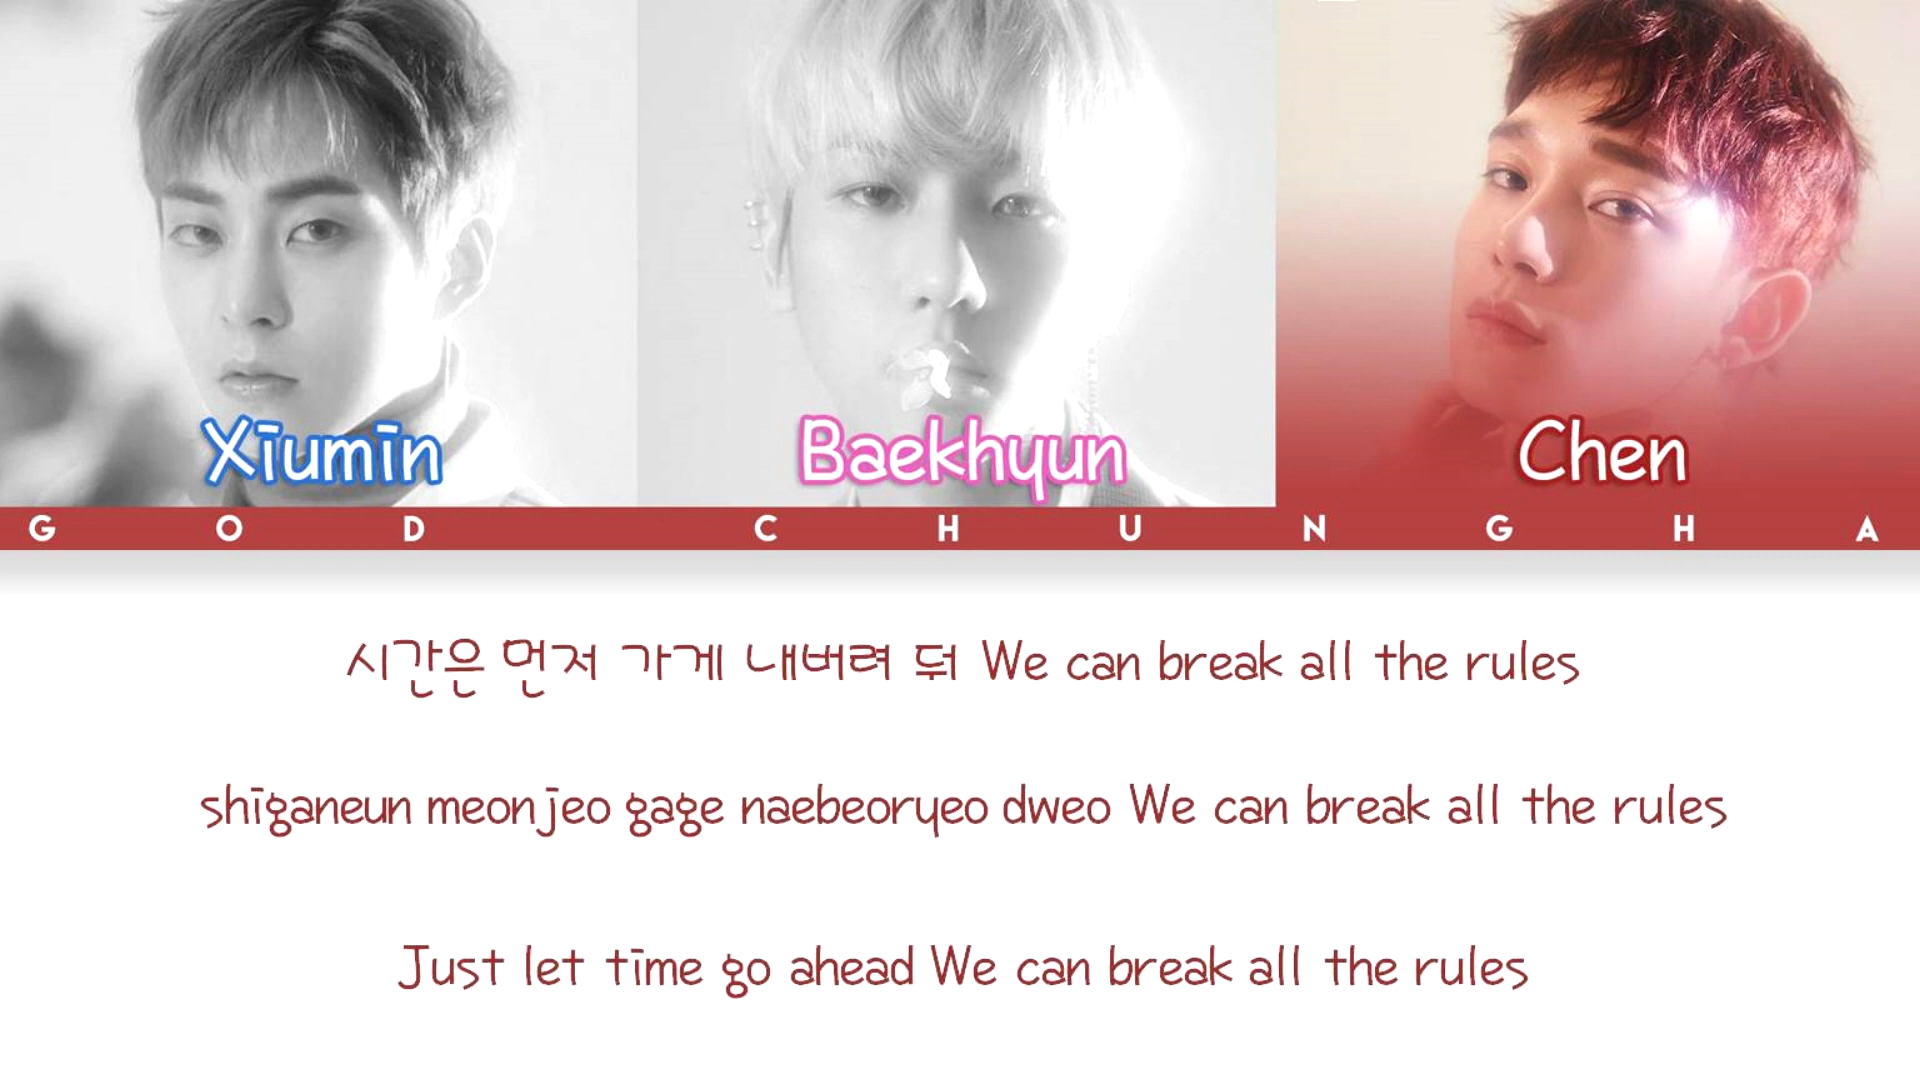 Xiumin
Baekhyun
Chen
GOD CHUNGHA
시간은 먼저 가게 내버려 둬 We can break all the rules
shiganeun meonjeo gage naebeoryeo dweo We can break all the rules
Just let time go ahead We can break all the rules